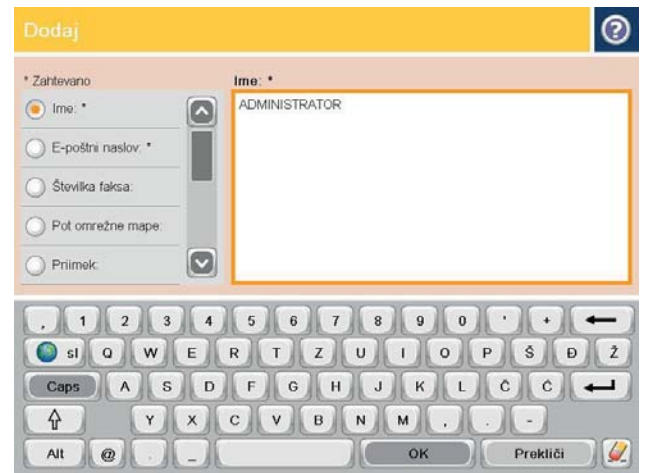 Dodaj
?
* Zahtevano
Ime: *
Ime: *
E-poštni naslov: *
Številka faksa:
Pot omrežne mape:
Priimek:
ADMINISTRATOR
, 1 2 3 4 5 6 7 8 9 0 ' +
sl Q W E R T Z U I O P Š Đ Ž
Caps A S D F G H J K L Č Ć
Y X C V B N M , . -
Alt @ . _ OK Prekliči